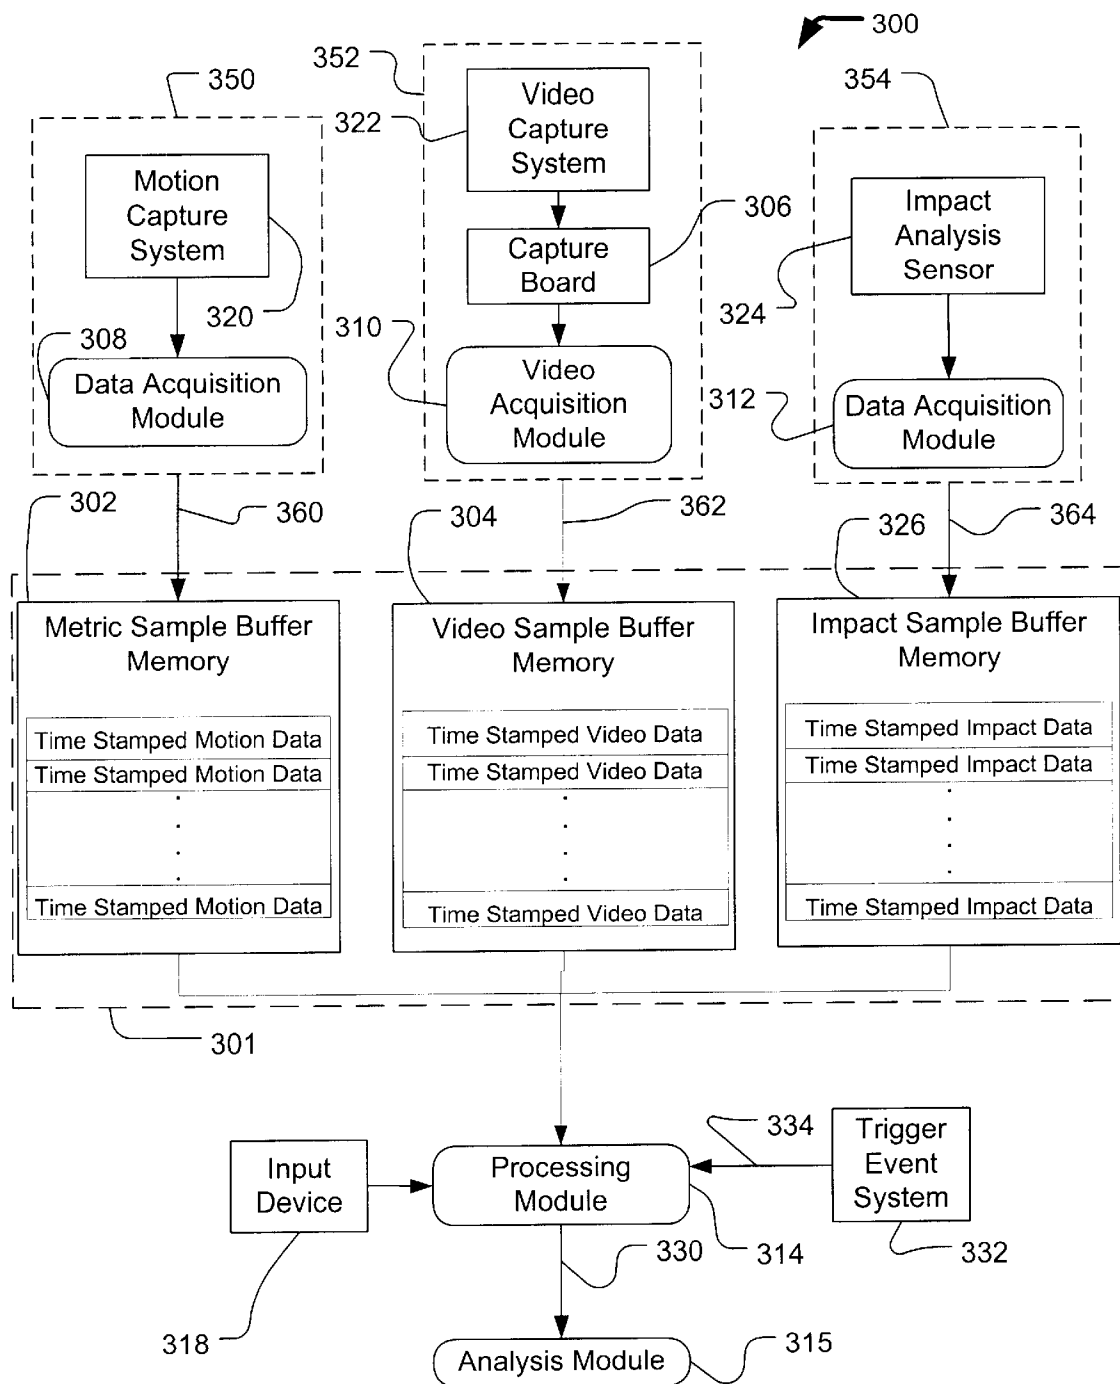 300
350
352
354
322
Video
Capture
System
Motion
Capture
System
306
Impact
Analysis
Sensor
Capture
Board
320
324
308
310
312
Data Acquisition
Module
Video
Acquisition
Module
Data Acquisition
Module
302
360
304
362
326
364
Metric Sample Buffer
Memory
Time Stamped Motion Data
Time Stamped Motion Data
.
.
.
Time Stamped Motion Data
Video Sample Buffer
Memory
Time Stamped Video Data
Time Stamped Video Data
.
.
.
Time Stamped Video Data
Impact Sample Buffer
Memory
Time Stamped Impact Data
Time Stamped Impact Data
.
.
.
.
Time Stamped Impact Data
301
334
Input
Device
Processing
Module
Trigger
Event
System
330
314
332
318
Analysis Module
315